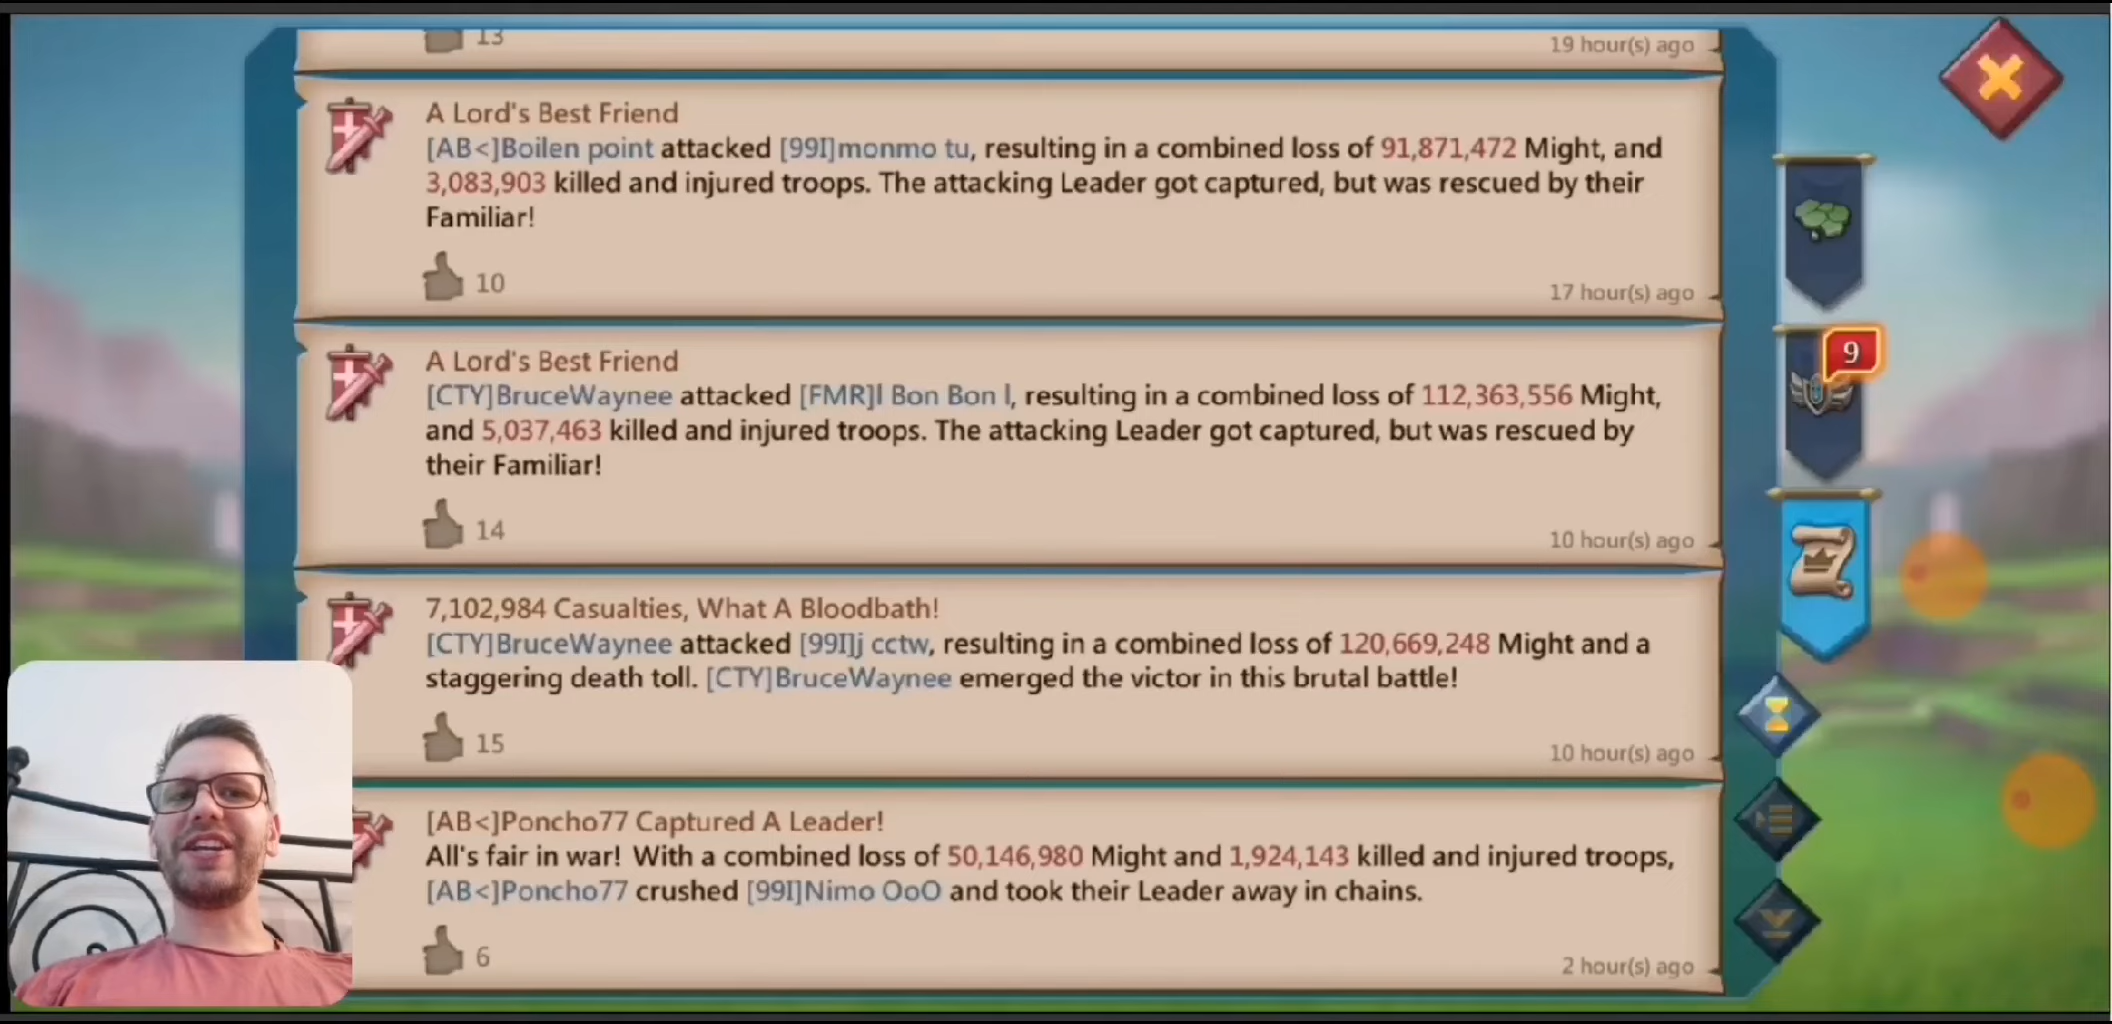 13
19 hour(s) ago
A Lord's Best Friend
[AB<]Boilen point attacked [99I]monmo tu, resulting in a combined loss of 91,871,472 Might, and
3,083,903 killed and injured troops. The attacking Leader got captured, but was rescued by their
Familiar!
10
17 hour(s) ago
A Lord's Best Friend
[CTY]BruceWaynee attacked [FMR]l Bon Bon l, resulting in a combined loss of 112,363,556 Might,
and 5,037,463 killed and injured troops. The attacking Leader got captured, but was rescued by
their Familiar!
14
10 hour(s) ago
7,102,984 Casualties, What A Bloodbath!
[CTY]BruceWaynee attacked [99I]j cctw, resulting in a combined loss of 120,669,248 Might and a
staggering death toll. [CTY]BruceWaynee emerged the victor in this brutal battle!
15
10 hour(s) ago
[AB<]Poncho77 Captured A Leader!
All's fair in war! With a combined loss of 50,146,980 Might and 1,924,143 killed and injured troops,
[AB<]Poncho77 crushed [99I]Nimo OoO and took their Leader away in chains.
6
2 hour(s) ago
9